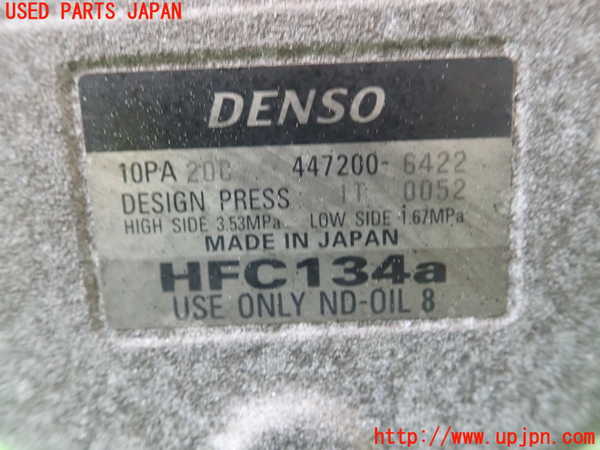 USED PARTS JAPAN
DENSO
10PA 20C 447200-6422
DESIGN PRESS IT 0052
HIGH SIDE 3.53MPa LOW SIDE 1.67MPa
MADE IN JAPAN
HFC134a
USE ONLY ND-OIL 8
http://www.upjpn.com